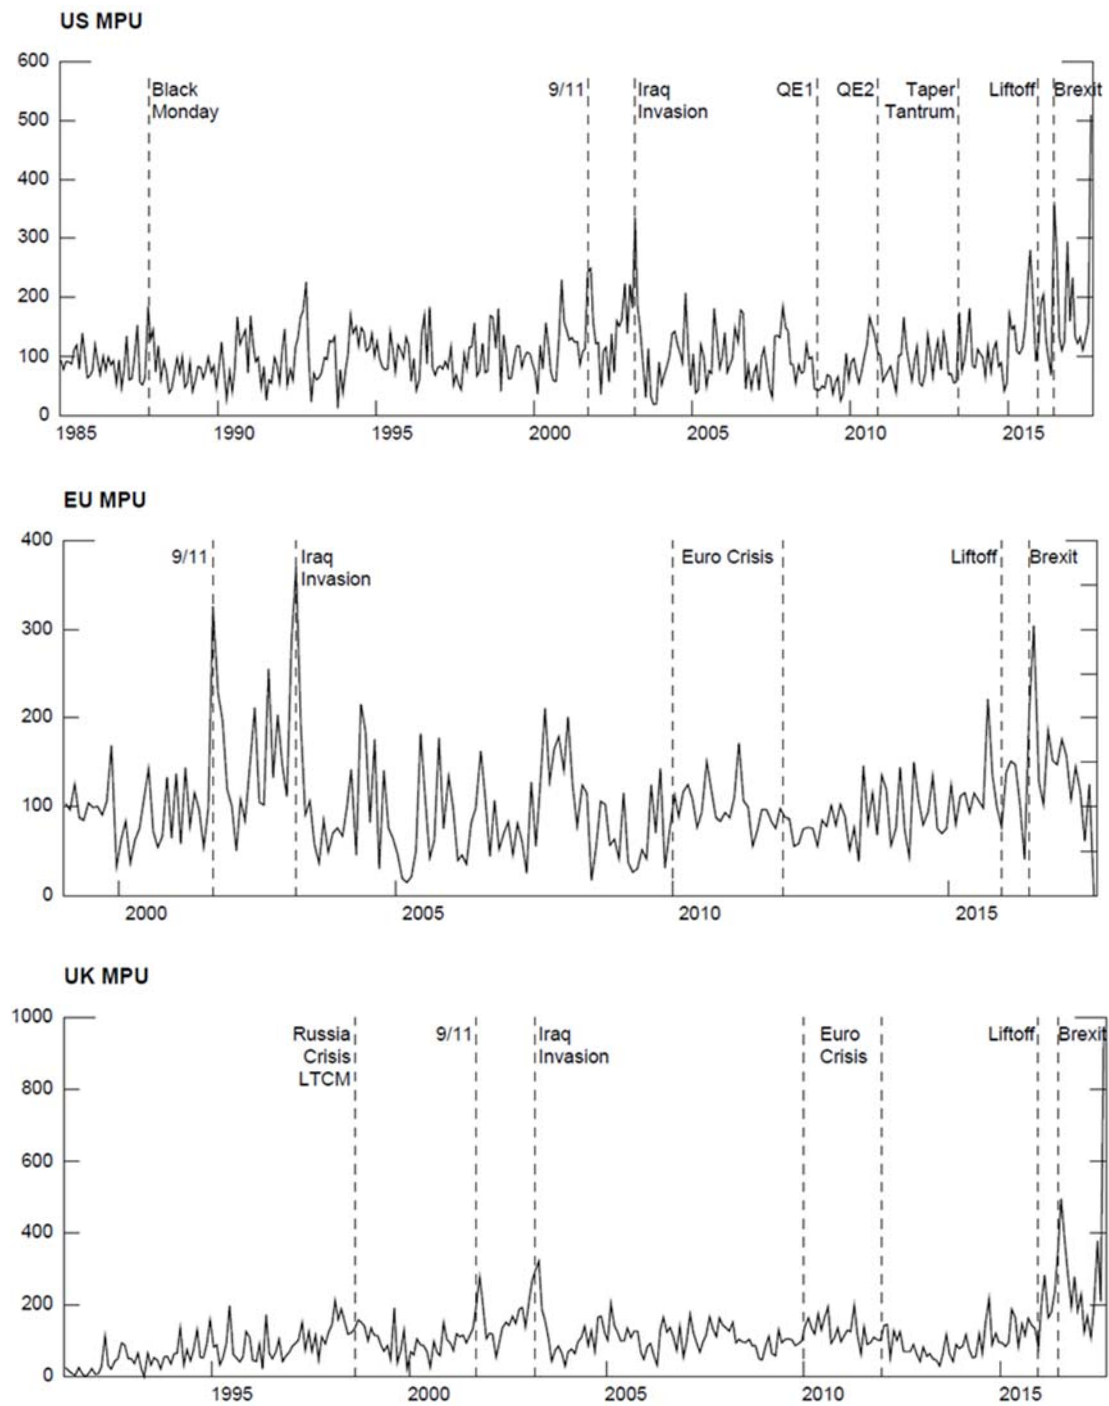 US MPU
600
500
400
300
200
100
0
Black
Monday
9/11
Iraq
Invasion
QE1
QE2
Taper
Tantrum
Liftoff
Brexit
1985 1990 1995 2000 2005 2010 2015
EU MPU
400
300
200
100
0
9/11
Iraq
Invasion
Euro Crisis
Liftoff
Brexit
2000 2005 2010 2015
UK MPU
1000
800
600
400
200
0
Russia
Crisis
LTCM
9/11
Iraq
Invasion
Euro
Crisis
Liftoff
Brexit
1995 2000 2005 2010 2015